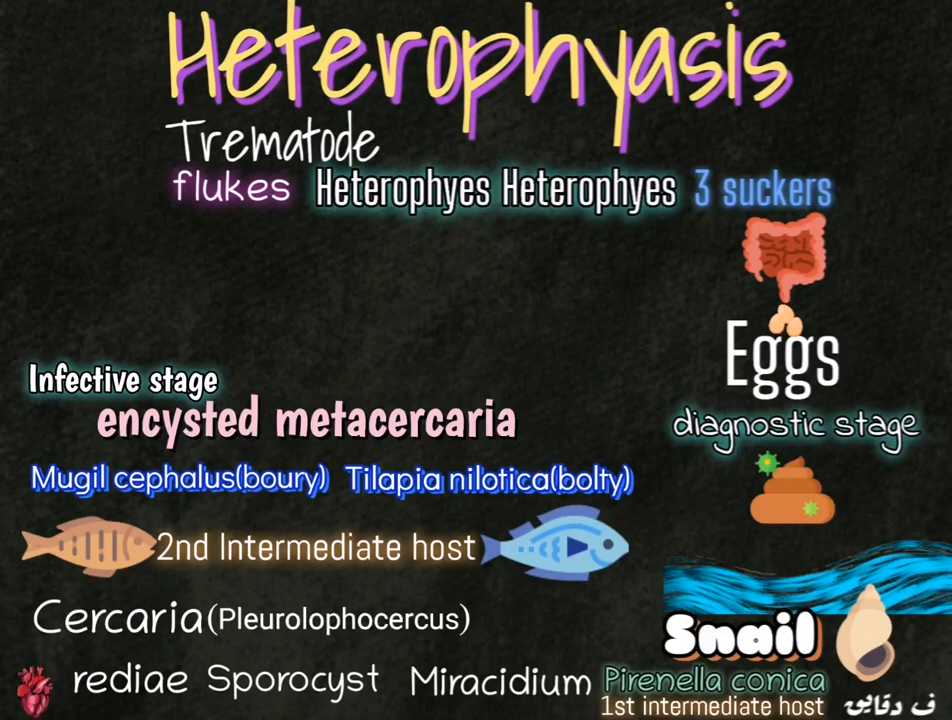 Heterophyasis
Trematode
flukes Heterophyes Heterophyes 3 suckers
Eggs
diagnostic stage
Infective stage
encysted metacercaria
Mugil cephalus(boury) Tilapia nilotica(bolty)
2nd Intermediate host
Cercaria(Pleurolophocercus)
rediae Sporocyst Miracidium
Snail
Pirenella conica
1st intermediate host
ف دقايق